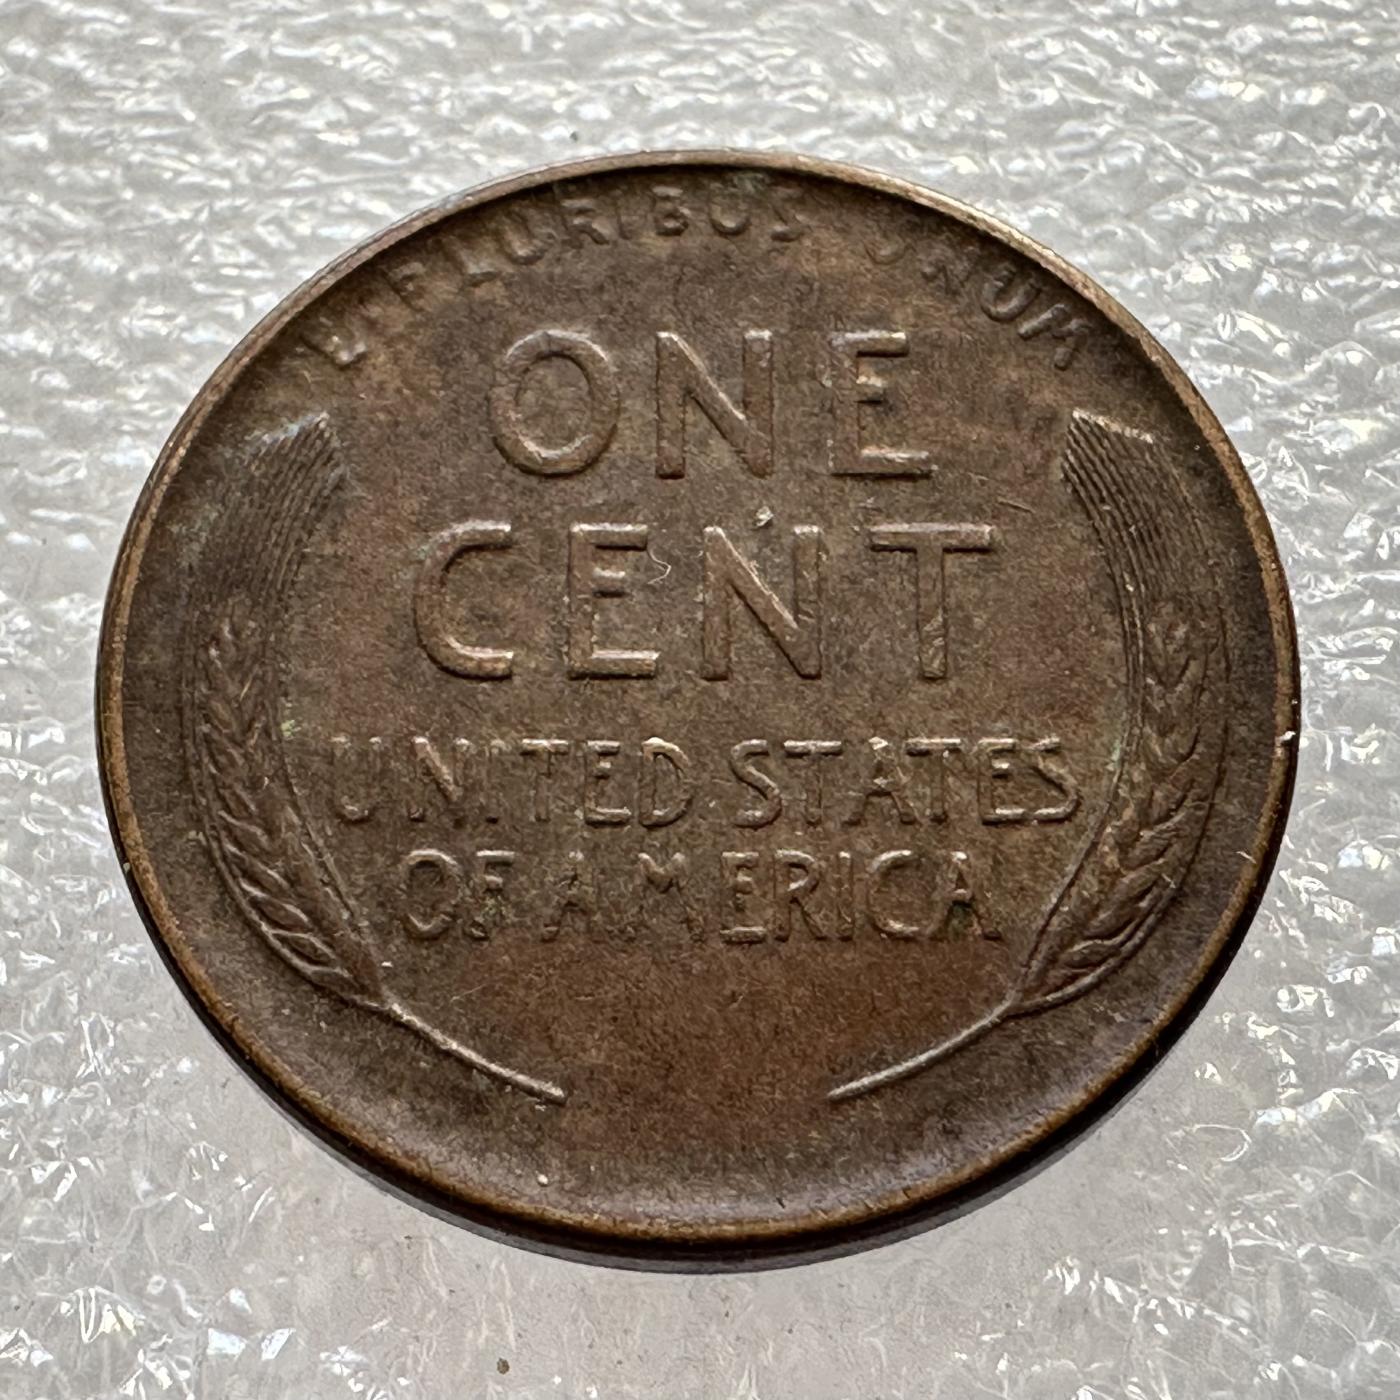 E PLURIBUS UNUM
ONE
CENT
UNITED STATES
OF AMERICA